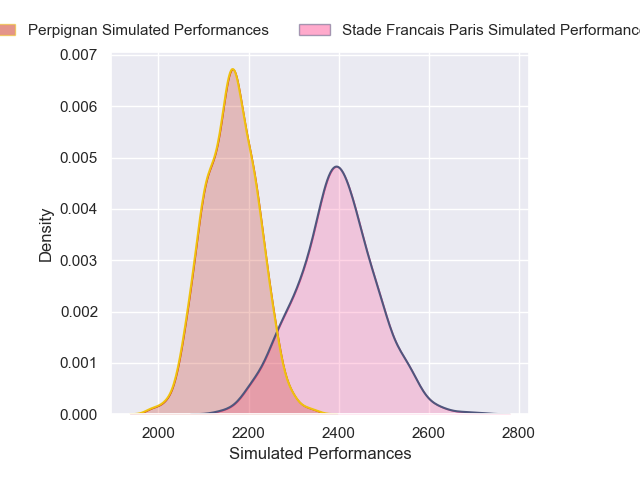 Perpignan Simulated Performances
Stade Francais Paris Simulated Performanc
0.007
0.006
0.005
0.004
0.003
0.002
0.001
0.000
Density
2000 2200 2400 2600 2800
Simulated Performances